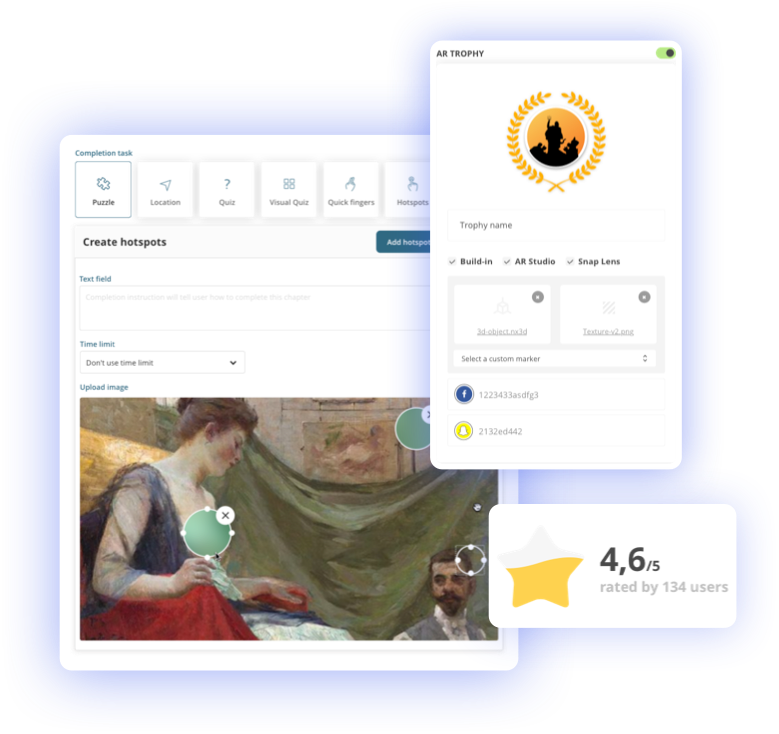 AR TROPHY
Completion task
Puzzle
Location
Quiz
Visual Quiz
Quick fingers
Hotspots
Create hotspots
Add hotspot
Text field
Completion instruction will tell user how to complete this chapter
Time limit
Don't use time limit
Upload image
Trophy name
Build-in
AR Studio
Snap Lens
3d-object.nx3d
Texture-v2.png
Select a custom marker
1223433asdfg3
2132ed442
4,6/5
rated by 134 users